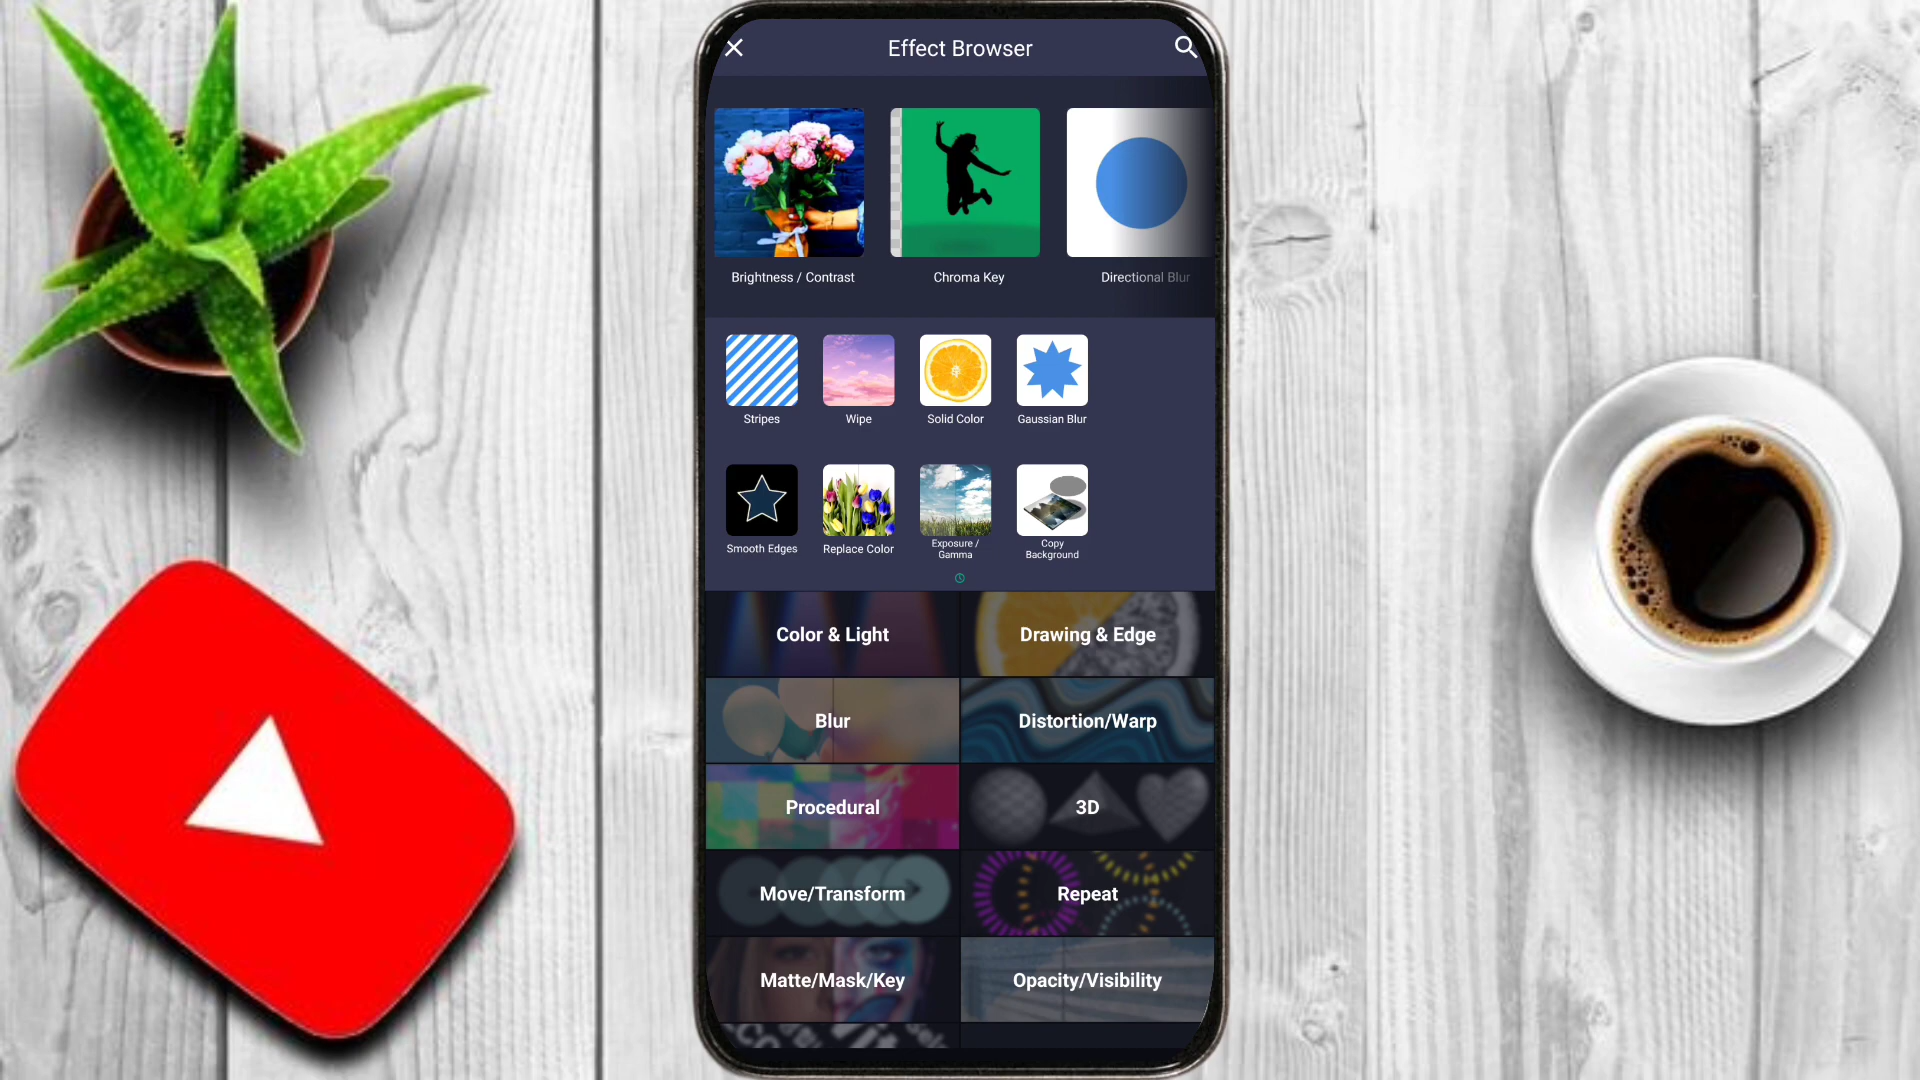 Effect Browser
Brightness / Contrast
Chroma Key
Directional Blur
Stripes
Wipe
Solid Color
Gaussian Blur
Smooth Edges
Replace Color
Exposure /
Gamma
Copy
Background
Color & Light
Drawing & Edge
Blur
Distortion/Warp
Procedural
3D
Move/Transform
Repeat
Matte/Mask/Key
Opacity/Visibility